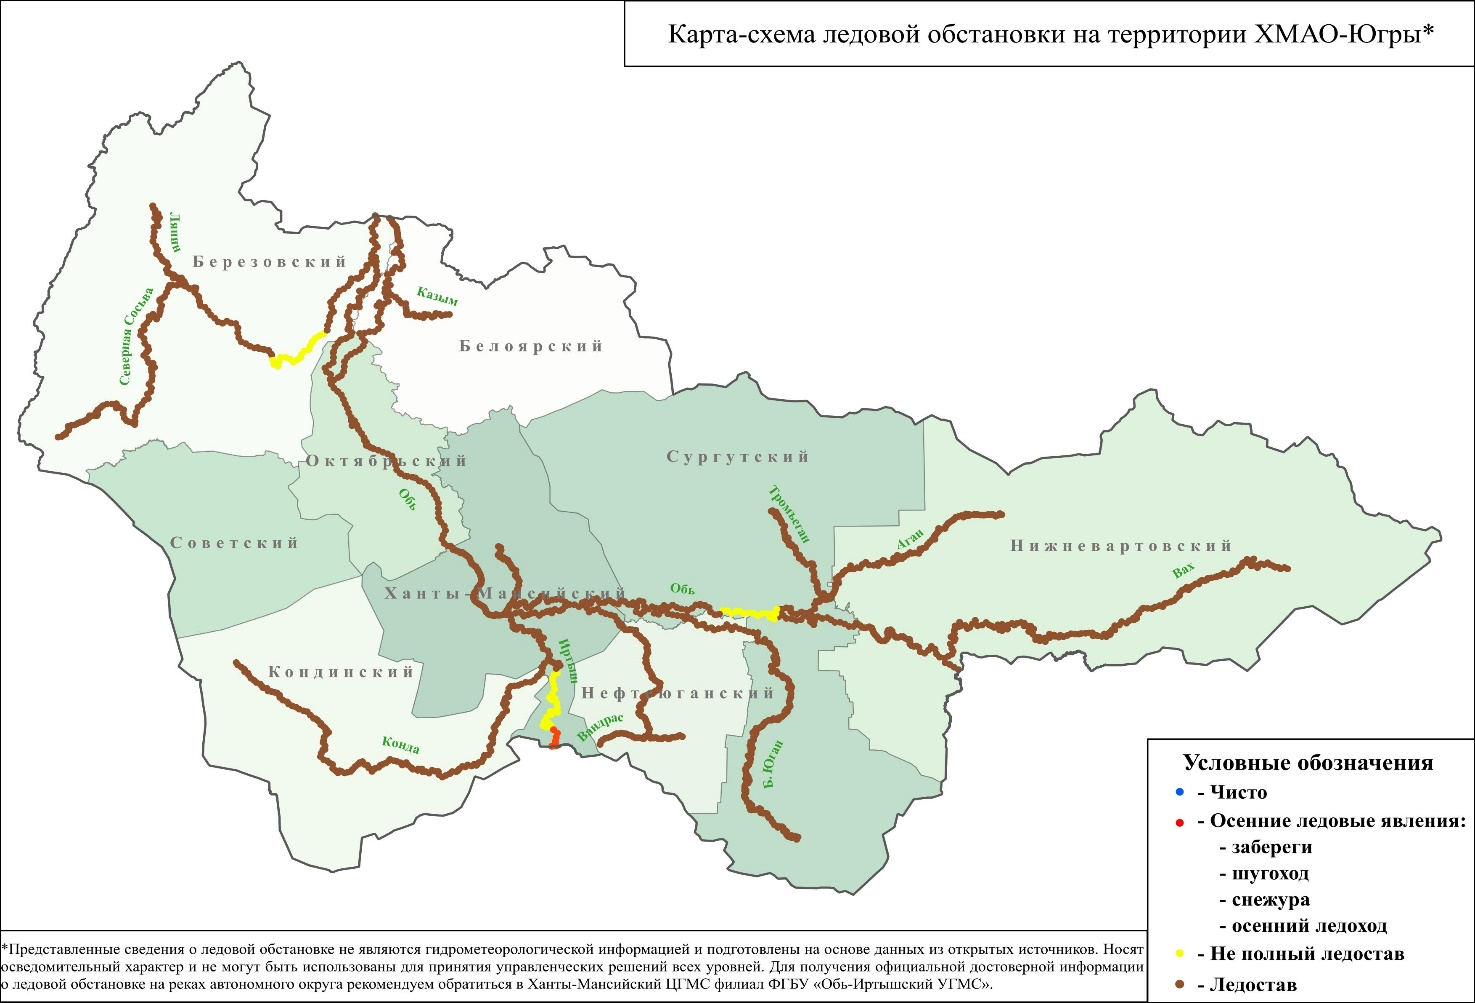 Карта-схема ледовой обстановки на территории ХМАО-Югры*
Ляпин
Березовский
Северная Сосьва
Казым
Белоярский
Октябрьский
Сургутский
Обь
Тромъеган
Аган
Нижневартовский
Советский
Вах
Ханты-Мансийский
Обь
Иртыш
Кондинский
Нефтеюганский
Вандрас
Конда
Б. Юган
Условные обозначения
- Чисто
- Осенние ледовые явления:
- забереги
- шугоход
- снежура
- осенний ледоход
- Не полный ледостав
- Ледостав
*Представленные сведения о ледовой обстановке не являются гидрометеорологической информацией и подготовлены на основе данных из открытых источников. Носят
осведомительный характер и не могут быть использованы для принятия управленческих решений всех уровней. Для получения официальной достоверной информации
о ледовой обстановке на реках автономного округа рекомендуем обратиться в Ханты-Мансийский ЦГМС филиал ФГБУ «Обь-Иртышский УГМС».